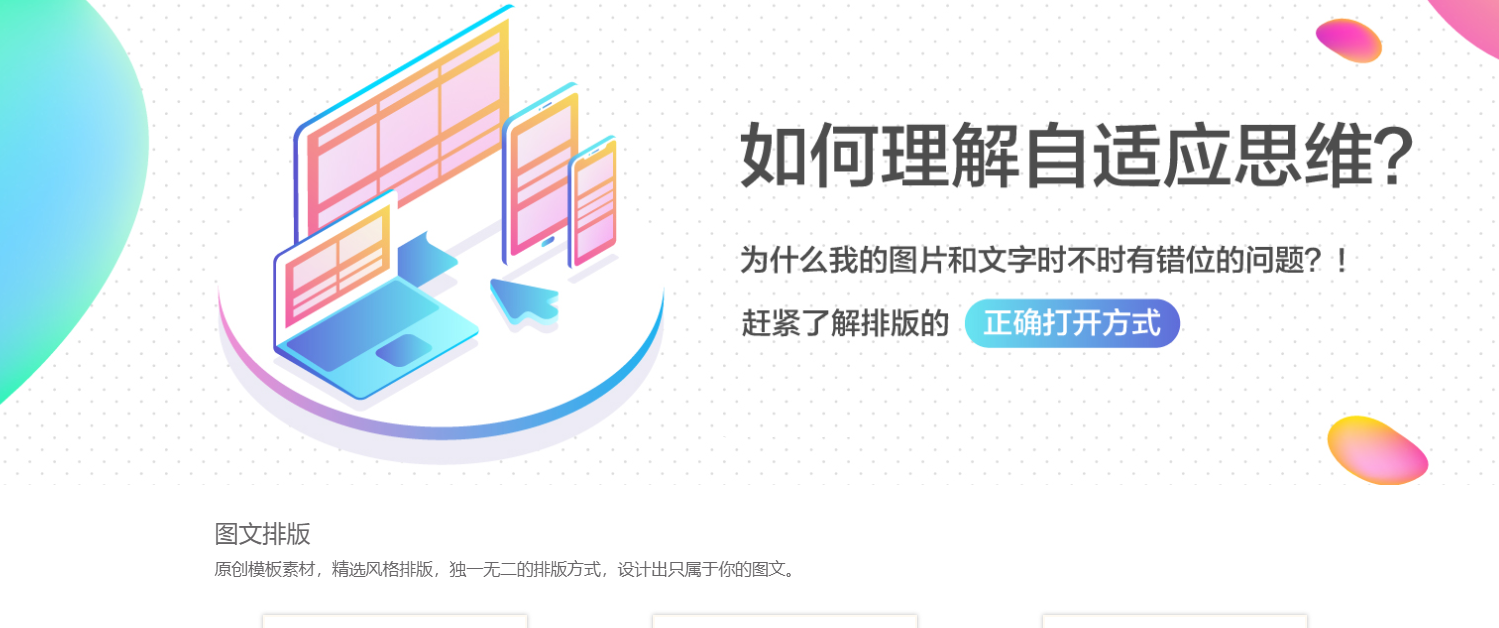 如何理解自适应思维?
为什么我的图片和文字时不时有错位的问题?！
赶紧了解排版的 正确打开方式
图文排版
原创模板素材，精选风格排版，独一无二的排版方式，设计出只属于你的图文。